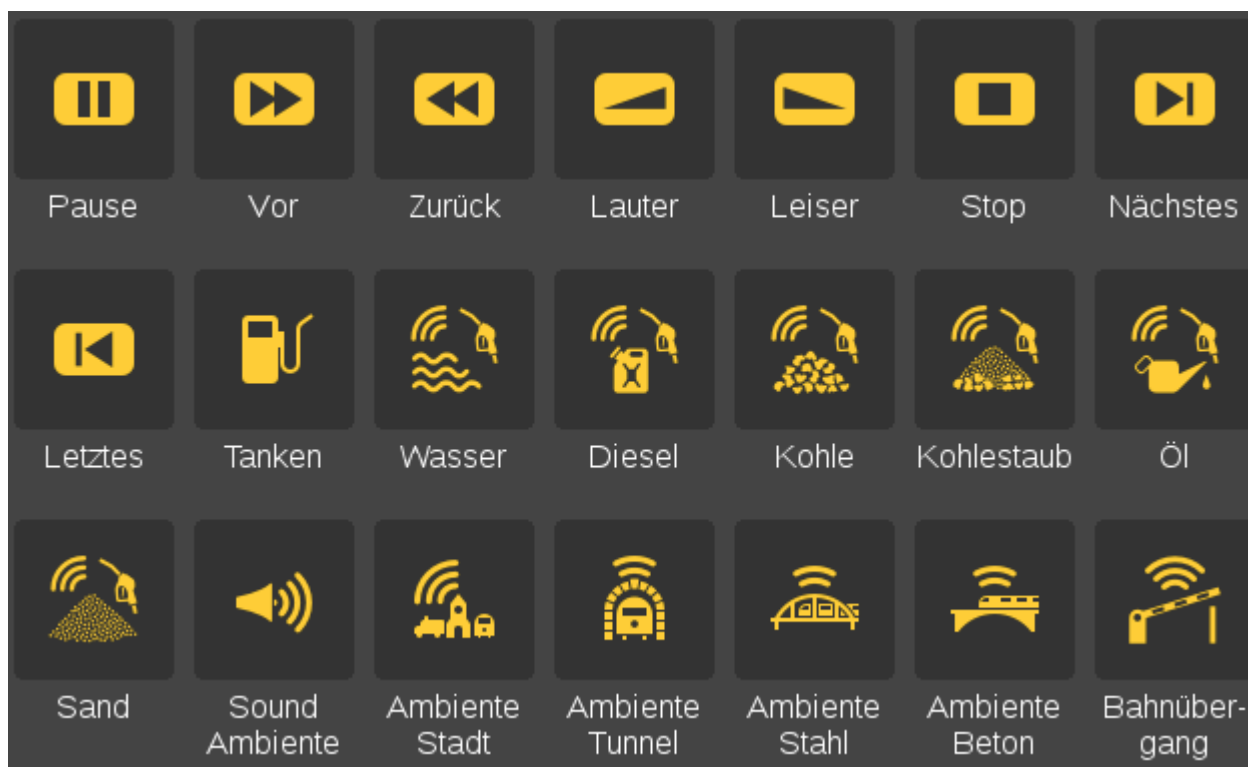 Pause Vor Zurück Lauter Leiser Stop Nächstes
Letztes Tanken Wasser Diesel Kohle Kohlestaub Öl
Sand Sound Ambiente Ambiente Ambiente Ambiente Bahnüber-
Ambiente Stadt Tunnel Stahl Beton gang